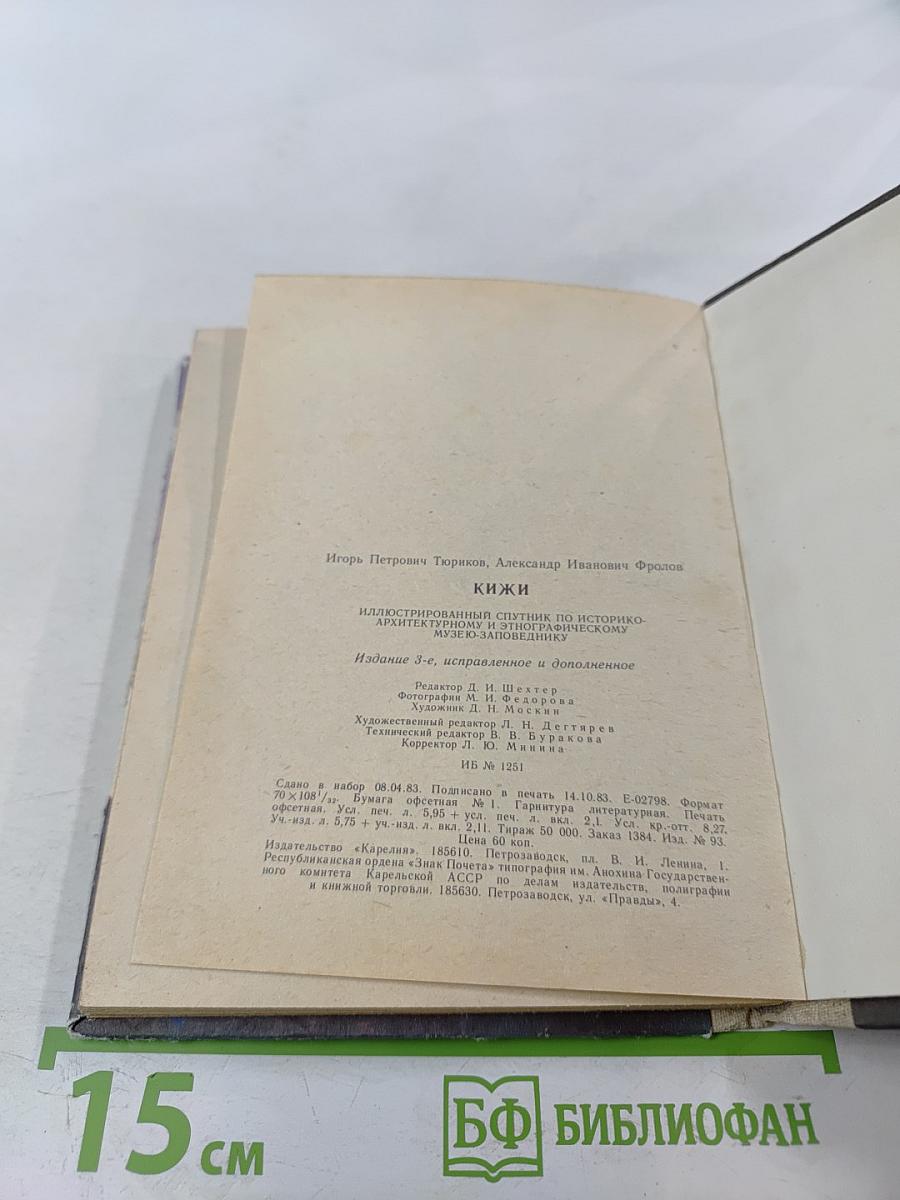 Игорь Петрович Тюриков, Александр Иванович Фролов
КИЖИ
ИЛЛЮСТРИРОВАННЫЙ СПУТНИК ПО ИСТОРИКО-
АРХИТЕКТУРНОМУ И ЭТНОГРАФИЧЕСКОМУ
МУЗЕЮ-ЗАПОВЕДНИКУ
Издание 3-е, исправленное и дополненное
Редактор Д. И. Шехтер
Фотографии М. И. Федорова
Художник Д. Н. Москин
Художественный редактор Л. Н. Дегтярев
Технический редактор В. В. Буракова
Корректор Л. Ю. Минина
ИБ № 1251
Сдано в набор 08.04.83. Подписано в печать 14.10.83. Е-02798. Формат
70×108¹/₃₂. Бумага офсетная № 1. Гарнитура литературная. Печать
офсетная. Усл. печ. л. 5,95 + усл. печ. л. вкл. 2,1. Усл. кр.-отт. 8,27.
Уч.-изд. л. 5,75 + уч.-изд. л. вкл. 2,11. Тираж 50 000. Заказ 1384. Изд. № 93.
Цена 60 коп.
Издательство «Карелия». 185610. Петрозаводск, пл. В. И. Ленина, 1.
Республиканская ордена «Знак Почета» типография им. Анохина Государствен-
ного комитета Карельской АССР по делам издательств, полиграфии
и книжной торговли. 185630. Петрозаводск, ул. «Правды», 4.
15 см
БФ БИБЛИОФАН